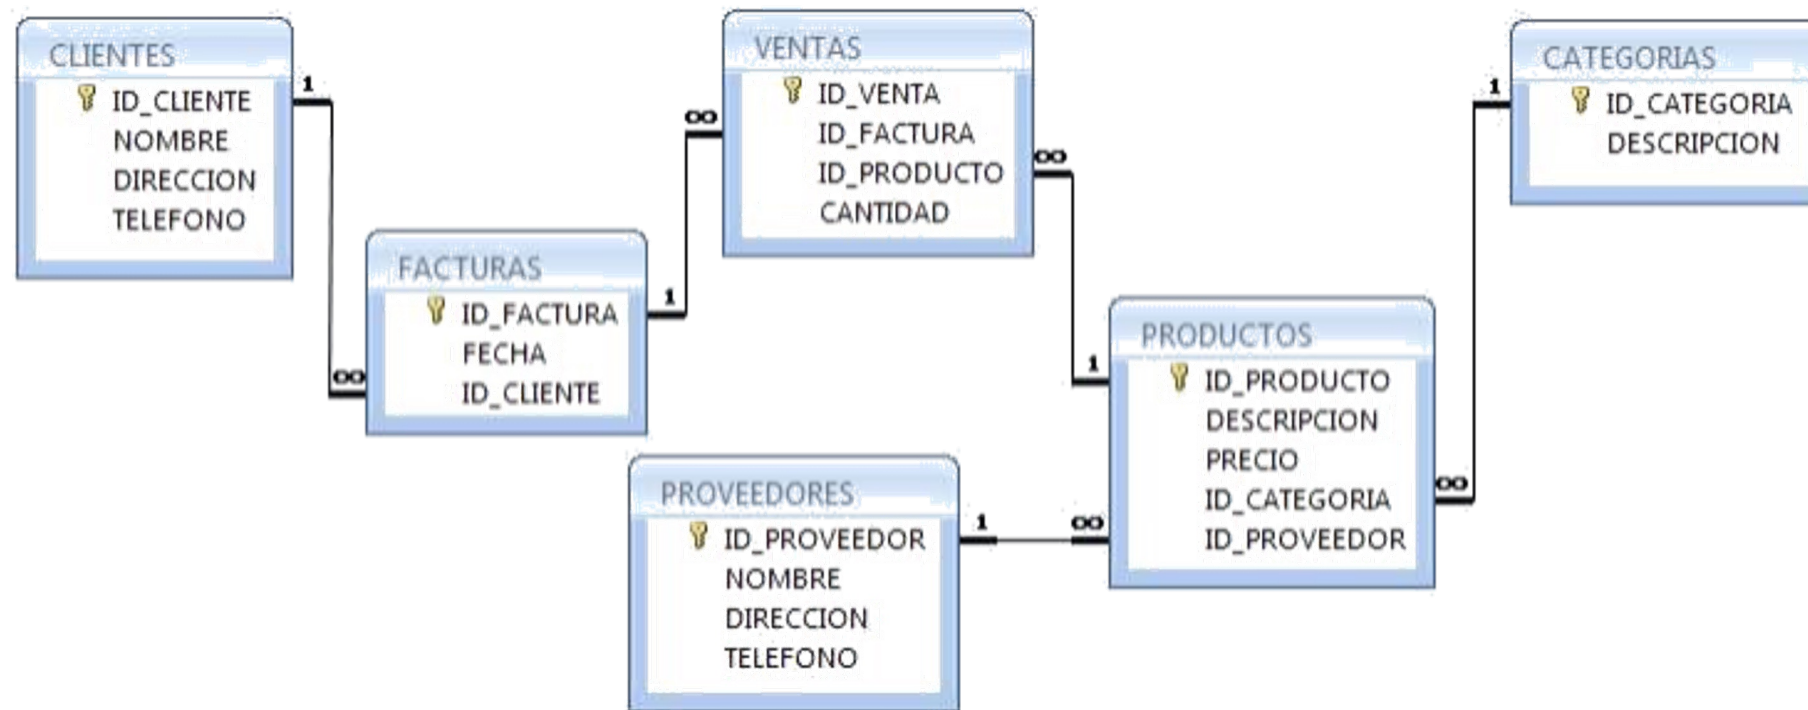 CLIENTES
ID_CLIENTE
NOMBRE
DIRECCION
TELEFONO
1
∞
FACTURAS
ID_FACTURA
FECHA
ID_CLIENTE
1
∞
VENTAS
ID_VENTA
ID_FACTURA
ID_PRODUCTO
CANTIDAD
∞
1
PRODUCTOS
ID_PRODUCTO
DESCRIPCION
PRECIO
ID_CATEGORIA
ID_PROVEEDOR
∞
1
CATEGORIAS
ID_CATEGORIA
DESCRIPCION
PROVEEDORES
ID_PROVEEDOR
NOMBRE
DIRECCION
TELEFONO
1
∞